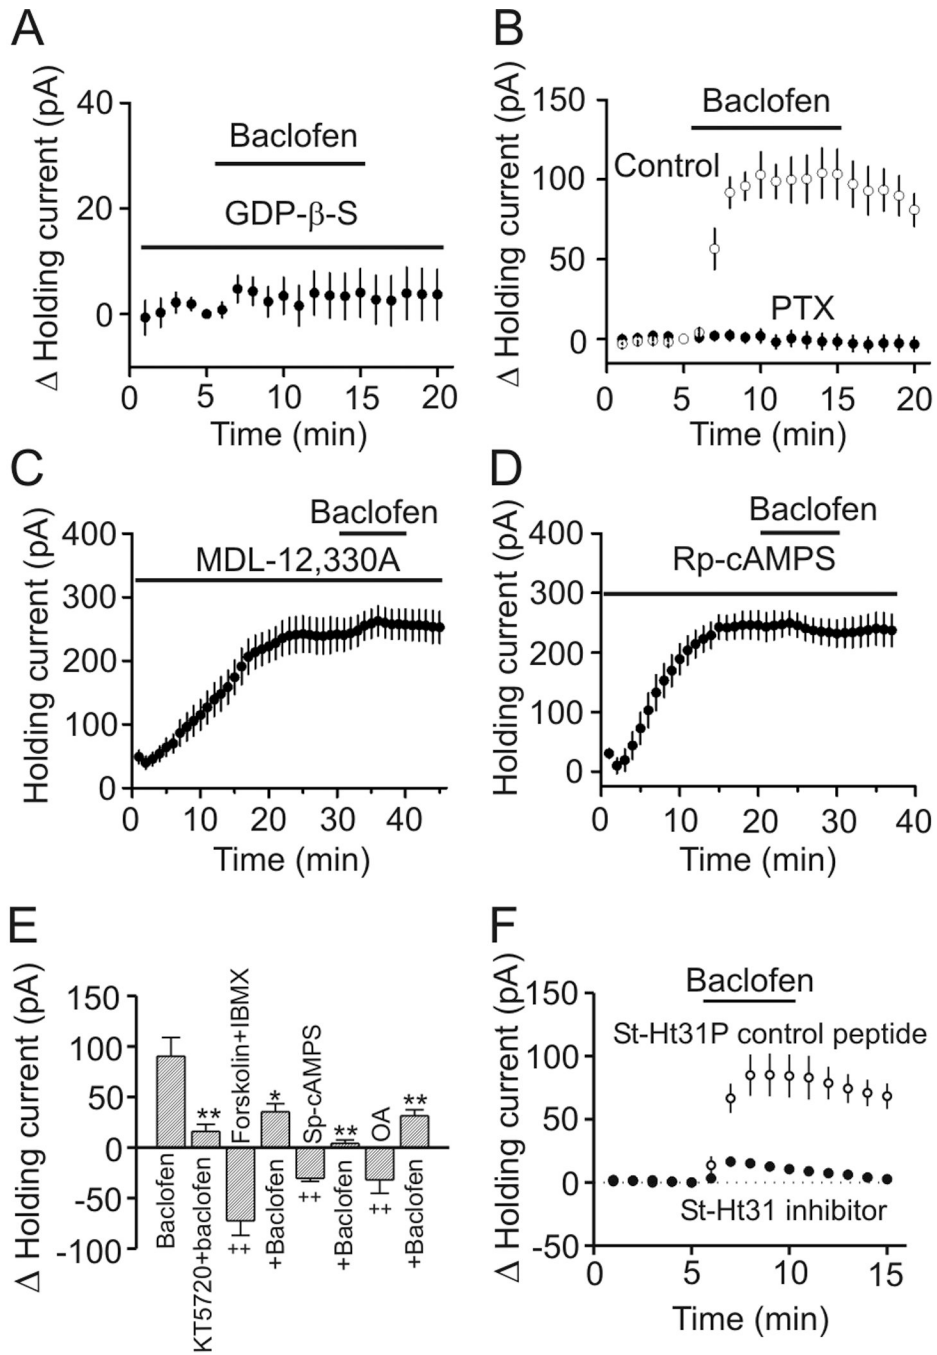 A
Δ Holding current (pA)
40
20
0
Baclofen
GDP-β-S
0 5 10 15 20
Time (min)
B
Δ Holding current (pA)
150
100
50
0
Baclofen
Control
PTX
0 5 10 15 20
Time (min)
C
Holding current (pA)
400
300
200
100
0
Baclofen
MDL-12,330A
0 10 20 30 40
Time (min)
D
Holding current (pA)
400
300
200
100
0
Baclofen
Rp-cAMPS
0 10 20 30 40
Time (min)
E
Δ Holding current (pA)
150
100
50
0
-50
-100
Baclofen
**
KT5720+baclofen
Forskolin+IBMX
‡
*
+Baclofen
Sp-cAMPS
‡
**
+Baclofen
OA
‡
**
+Baclofen
F
Δ Holding current (pA)
150
100
50
0
-50
Baclofen
St-Ht31P control peptide
St-Ht31 inhibitor
0 5 10 15
Time (min)